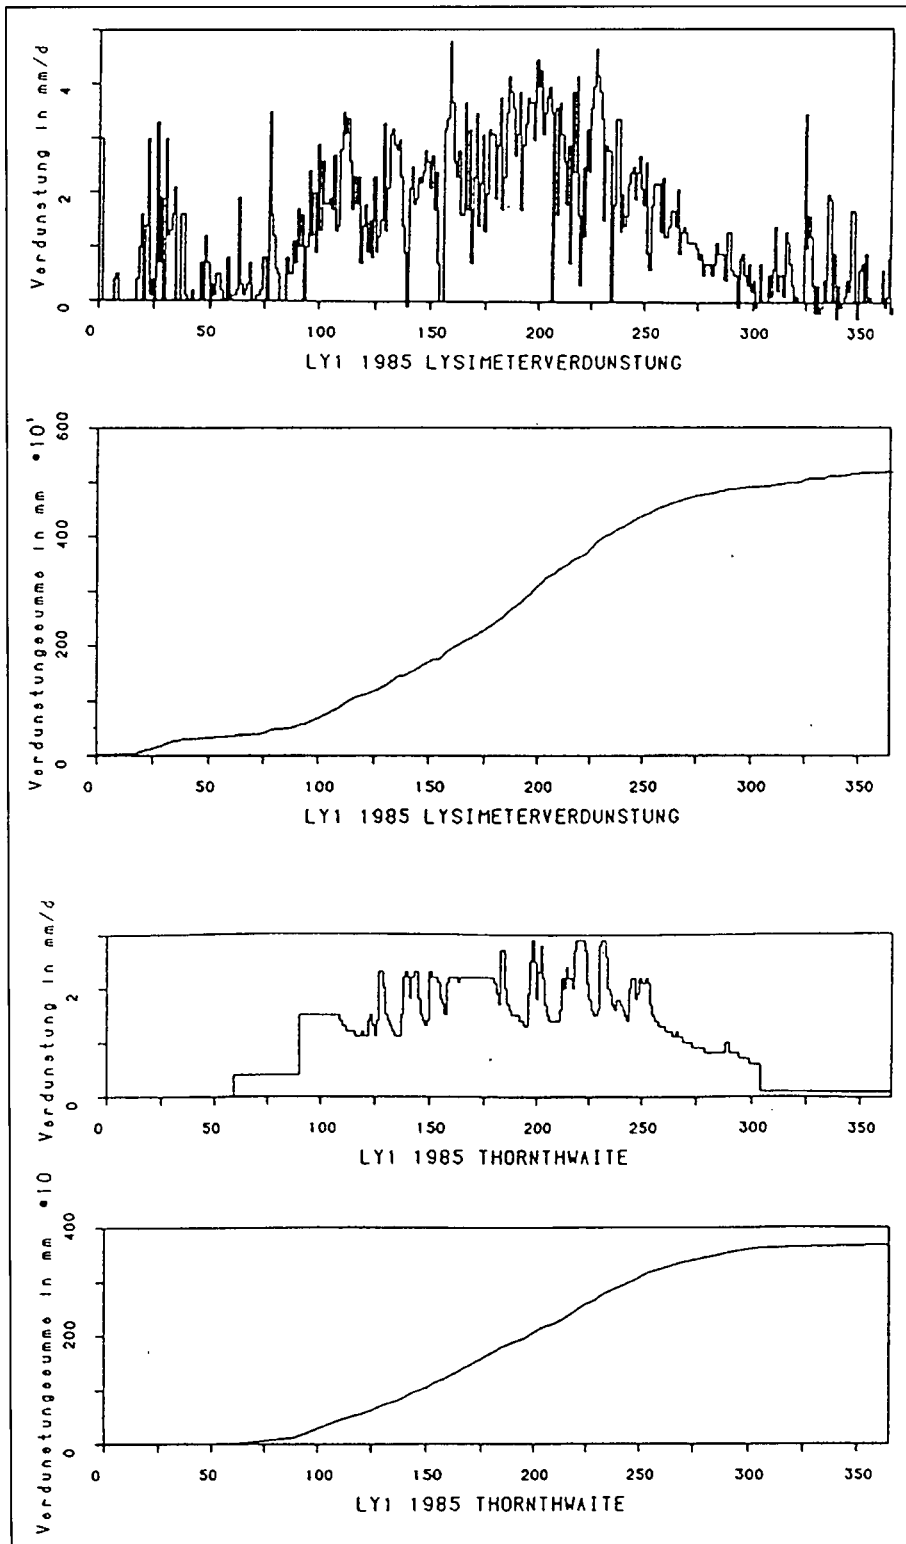 Verdunstung in mm/d
0 2 4
0 50 100 150 200 250 300 350
LY1 1985 LYSIMETERVERDUNSTUNG
Verdunstungssumme in mm *10¹
0 200 400 600
0 50 100 150 200 250 300 350
LY1 1985 LYSIMETERVERDUNSTUNG
Verdunstung in mm/d
0 2
0 50 100 150 200 250 300 350
LY1 1985 THORNTHWAITE
Verdunstungssumme in mm *10
0 200 400
0 50 100 150 200 250 300 350
LY1 1985 THORNTHWAITE